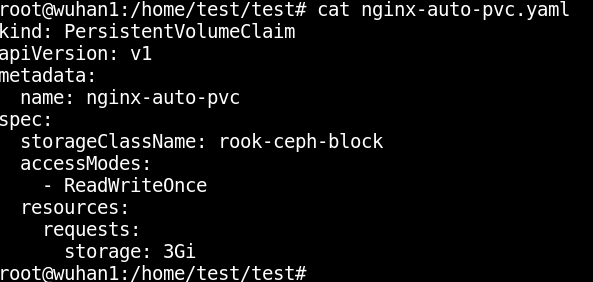 root@wuhan1:/home/test/test# cat nginx-auto-pvc.yaml
kind: PersistentVolumeClaim
apiVersion: v1
metadata:
  name: nginx-auto-pvc
spec:
  storageClassName: rook-ceph-block
  accessModes:
    - ReadWriteOnce
  resources:
    requests:
      storage: 3Gi
root@wuhan1:/home/test/test#